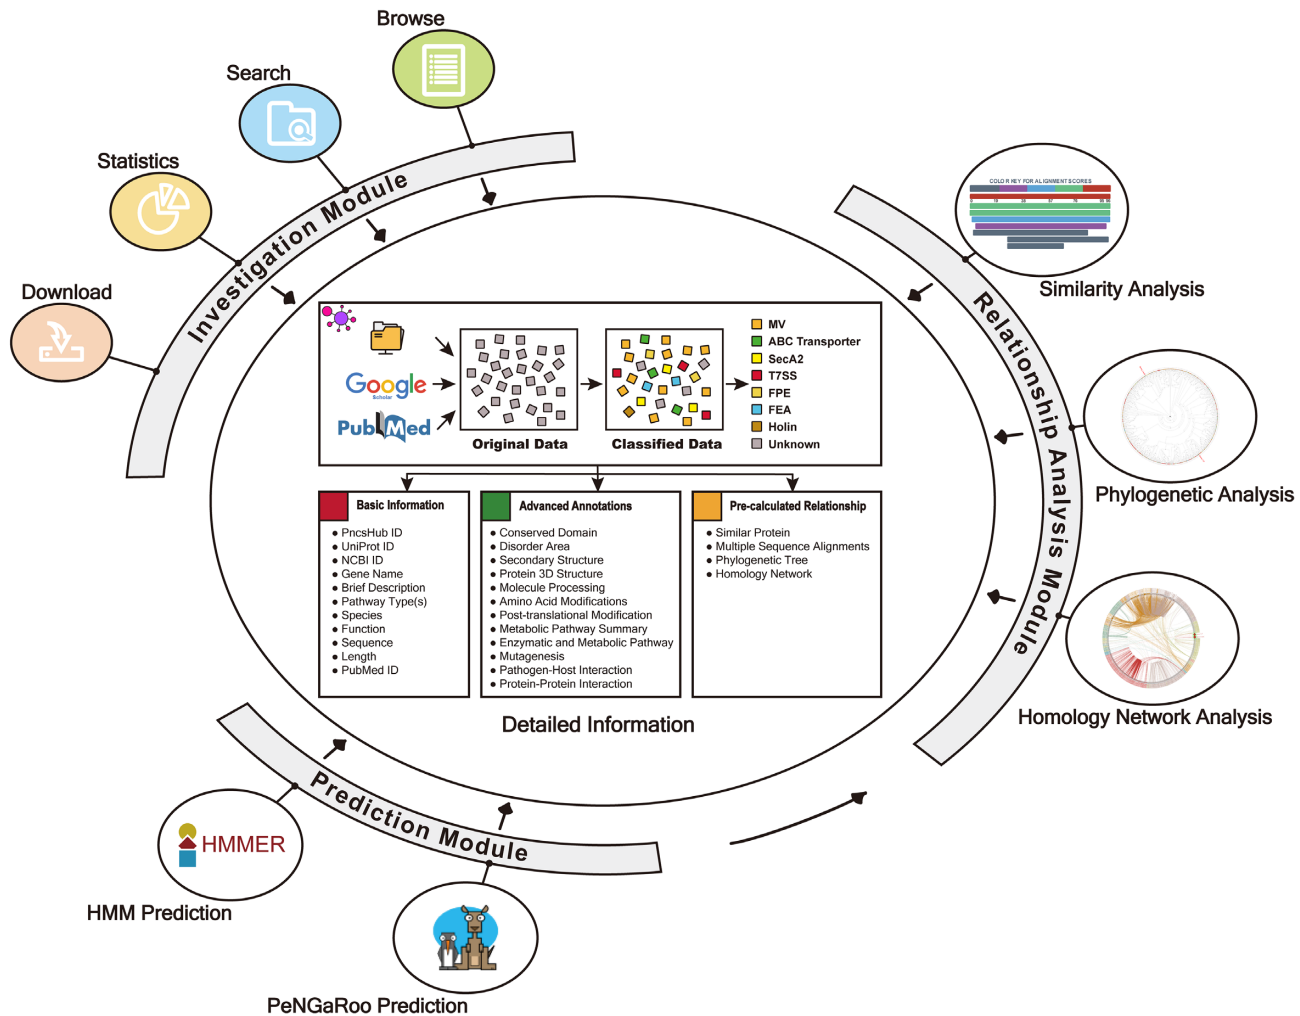 Browse
Search
Statistics
Download
Investigation Module
COLOR KEY FOR ALIGNMENT SCORES
Similarity Analysis
Relationship Analysis Module
Phylogenetic Analysis
Homology Network Analysis
Google
Scholar
PubMed
Original Data
Classified Data
MV
ABC Transporter
SecA2
T7SS
FPE
FEA
Holin
Unknown
Basic Information
● PncsHub ID
● UniProt ID
● NCBI ID
● Gene Name
● Brief Description
● Pathway Type(s)
● Species
● Function
● Sequence
● Length
● PubMed ID
Advanced Annotations
● Conserved Domain
● Disorder Area
● Secondary Structure
● Protein 3D Structure
● Molecule Processing
● Amino Acid Modifications
● Post-translational Modification
● Metabolic Pathway Summary
● Enzymatic and Metabolic Pathway
● Mutagenesis
● Pathogen-Host Interaction
● Protein-Protein Interaction
Pre-calculated Relationship
● Similar Protein
● Multiple Sequence Alignments
● Phylogenetic Tree
● Homology Network
Detailed Information
Prediction Module
HMMER
HMM Prediction
PeNGaRoo Prediction